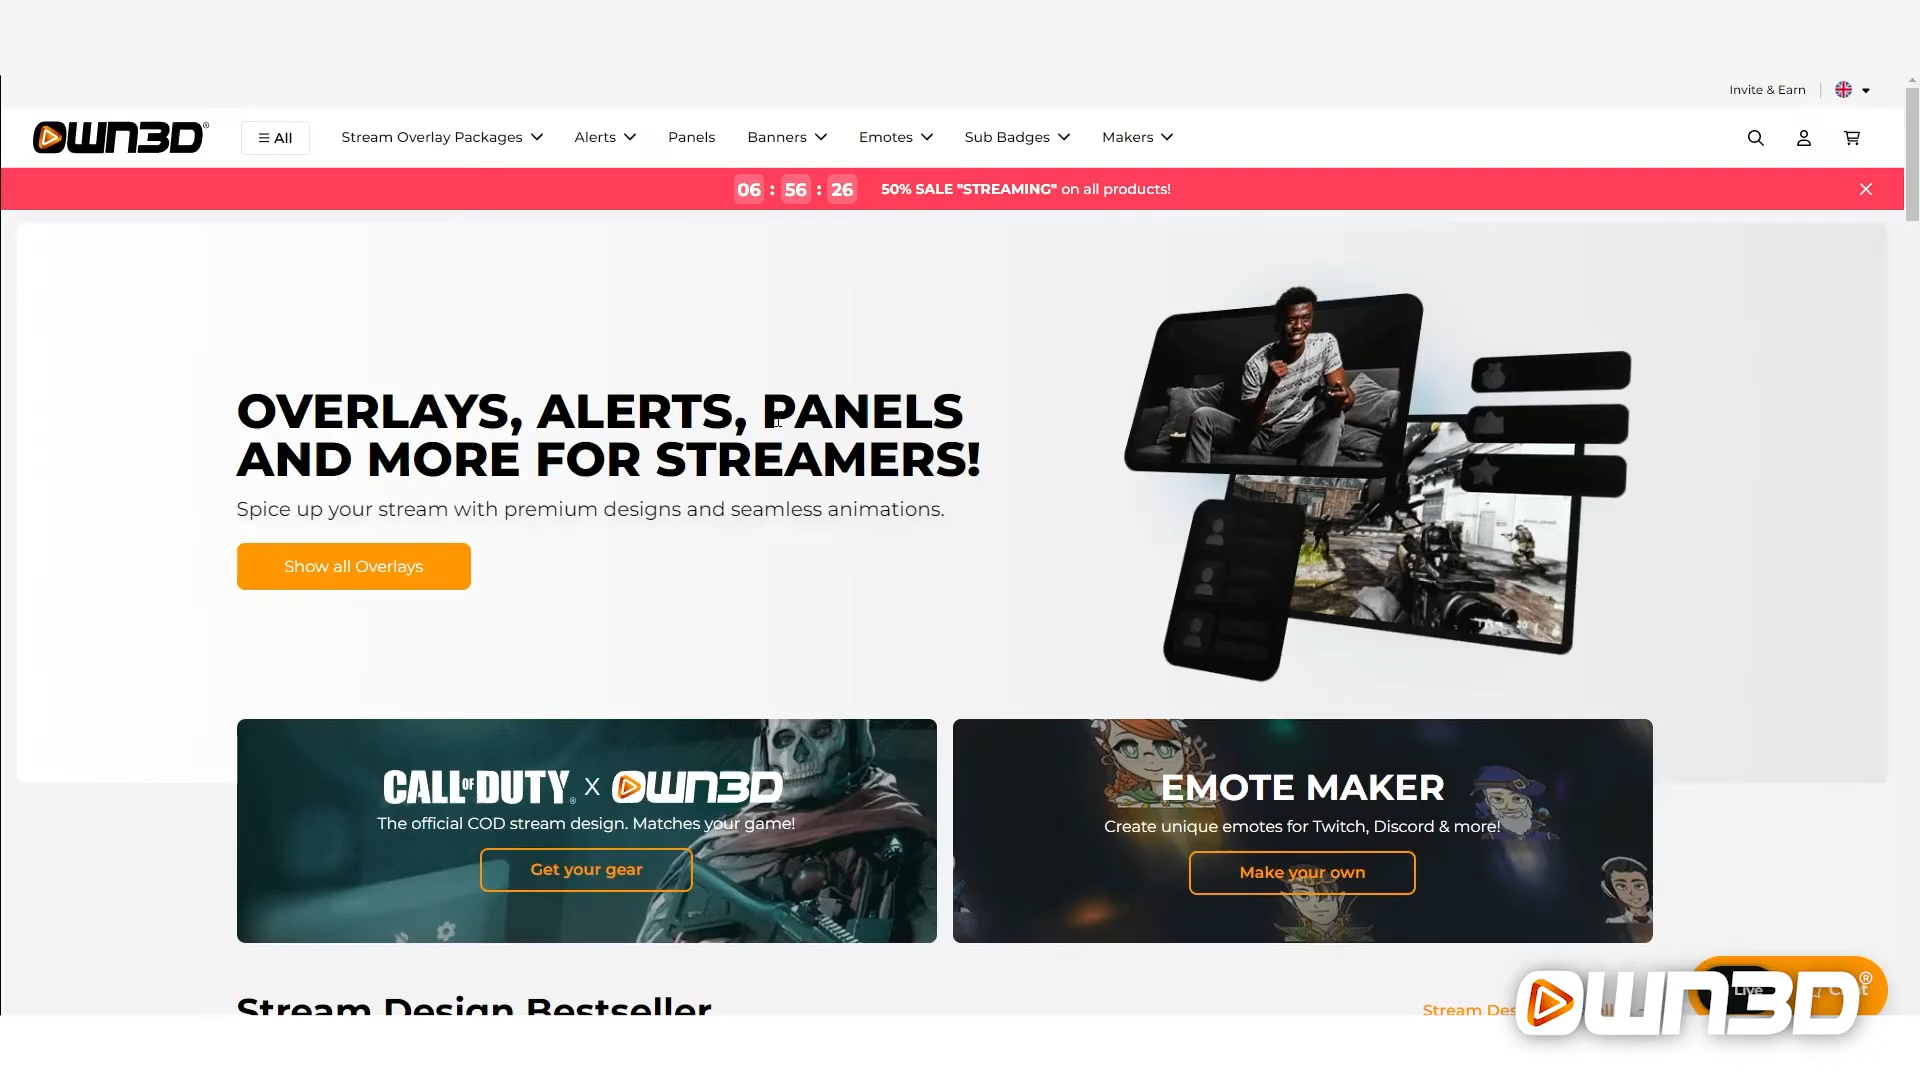 Invite & Earn
OWN3D®
All
Stream Overlay Packages
Alerts
Panels
Banners
Emotes
Sub Badges
Makers
06 : 56 : 26
50% SALE "STREAMING" on all products!
OVERLAYS, ALERTS, PANELS
AND MORE FOR STREAMERS!
Spice up your stream with premium designs and seamless animations.
Show all Overlays
CALL OF DUTY® X OWN3D
The official COD stream design. Matches your game!
Get your gear
EMOTE MAKER
Create unique emotes for Twitch, Discord & more!
Make your own
Stream Design Bestseller
Stream
OWN3D®